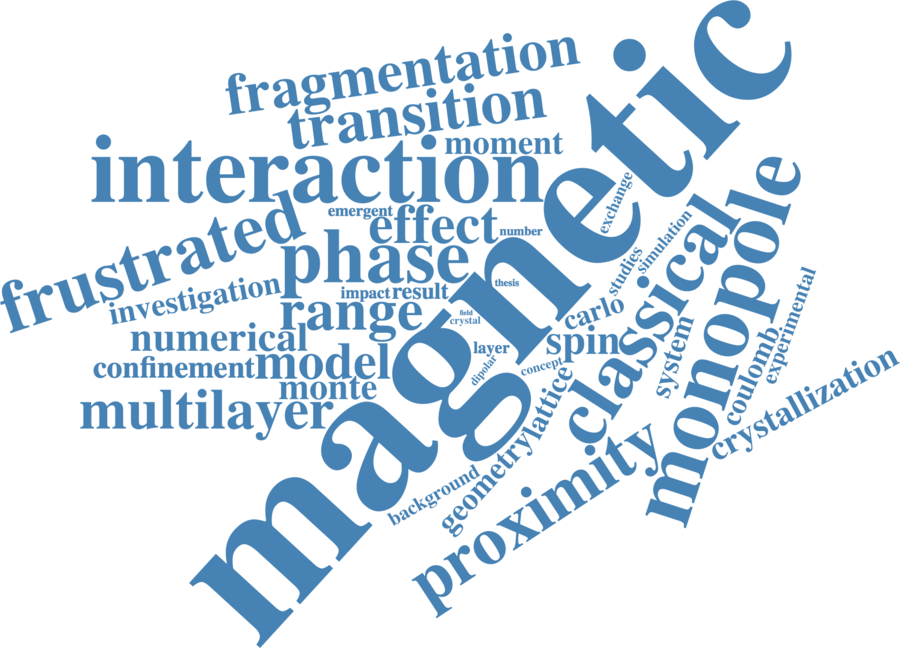 fragmentation
transition
moment
interaction
magnetic
emergent
effect
number
exchange
frustrated
phase
thesis
studies
simulation
monopole
investigation
impact
result
range
field
crystal
carlo
classical
numerical
layer
spin
system
experimental
confinement
model
dipolar
concept
coulomb
monte
lattice
multilayer
geometry
crystallization
background
proximity